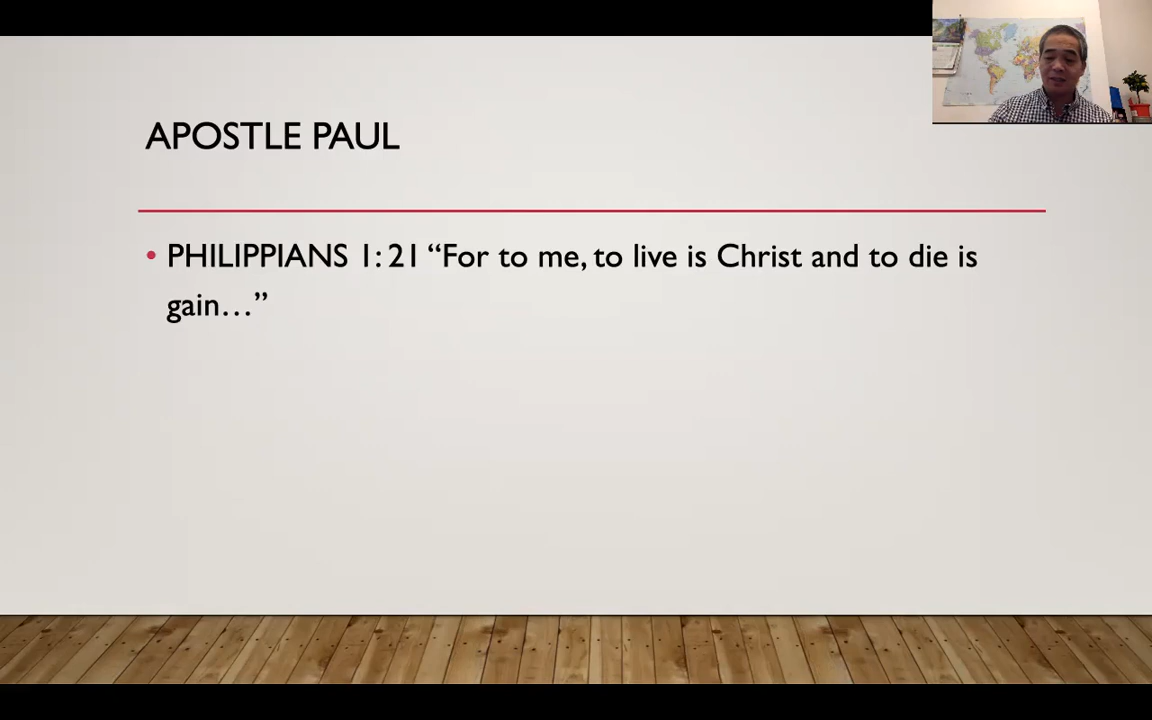 APOSTLE PAUL
• PHILIPPIANS 1: 21 “For to me, to live is Christ and to die is
gain…”